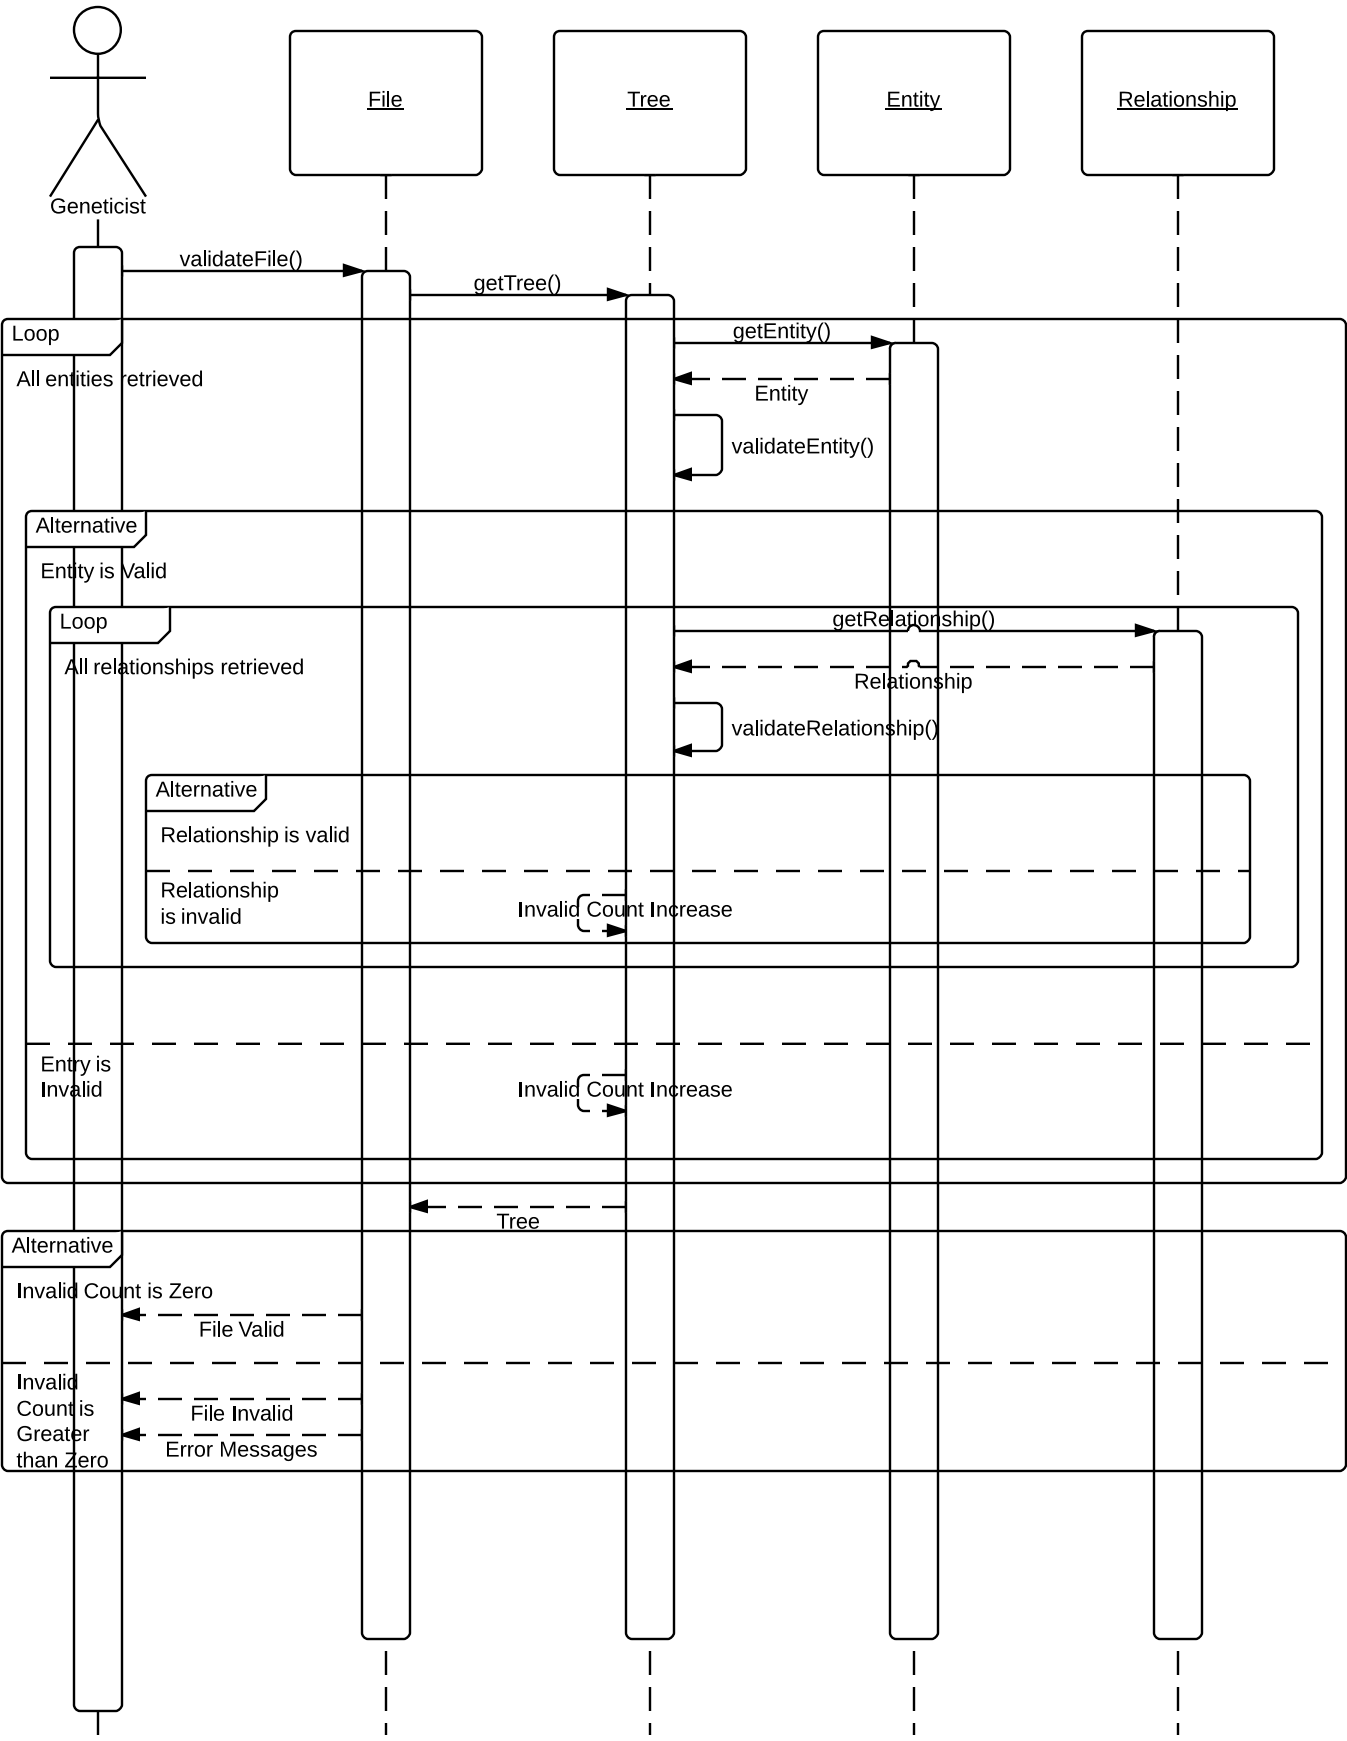 File
Tree
Entity
Relationship
Geneticist
validateFile()
getTree()
Loop
getEntity()
All entities retrieved
Entity
validateEntity()
Alternative
Entity is Valid
Loop
getRelationship()
All relationships retrieved
Relationship
validateRelationship()
Alternative
Relationship is valid
Relationship
is invalid
Invalid Count Increase
Entry is
Invalid
Invalid Count Increase
Tree
Alternative
Invalid Count is Zero
File Valid
Invalid
Count is
Greater
than Zero
File Invalid
Error Messages